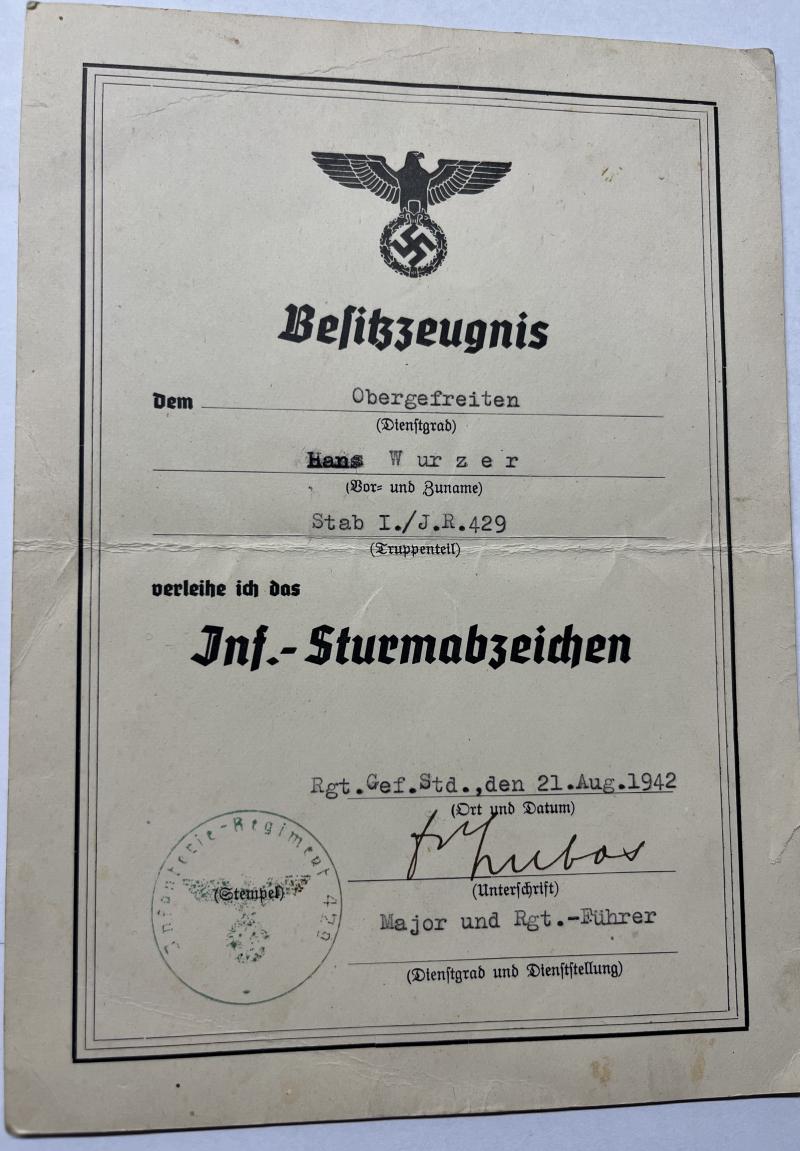 Besitzzeugnis
dem Obergefreiten
(Dienstgrad)
Hans Wurzer
(Vor- und Zuname)
Stab I./J.R.429
(Truppenteil)
verleihe ich das
Inf.-Sturmabzeichen
Rgt.Gef.Std.,den 21.Aug.1942
(Ort und Datum)
(Unterschrift)
Major und Rgt.-Führer
(Dienstgrad und Dienststellung)
Infanterie-Regiment 429
(Stempel)